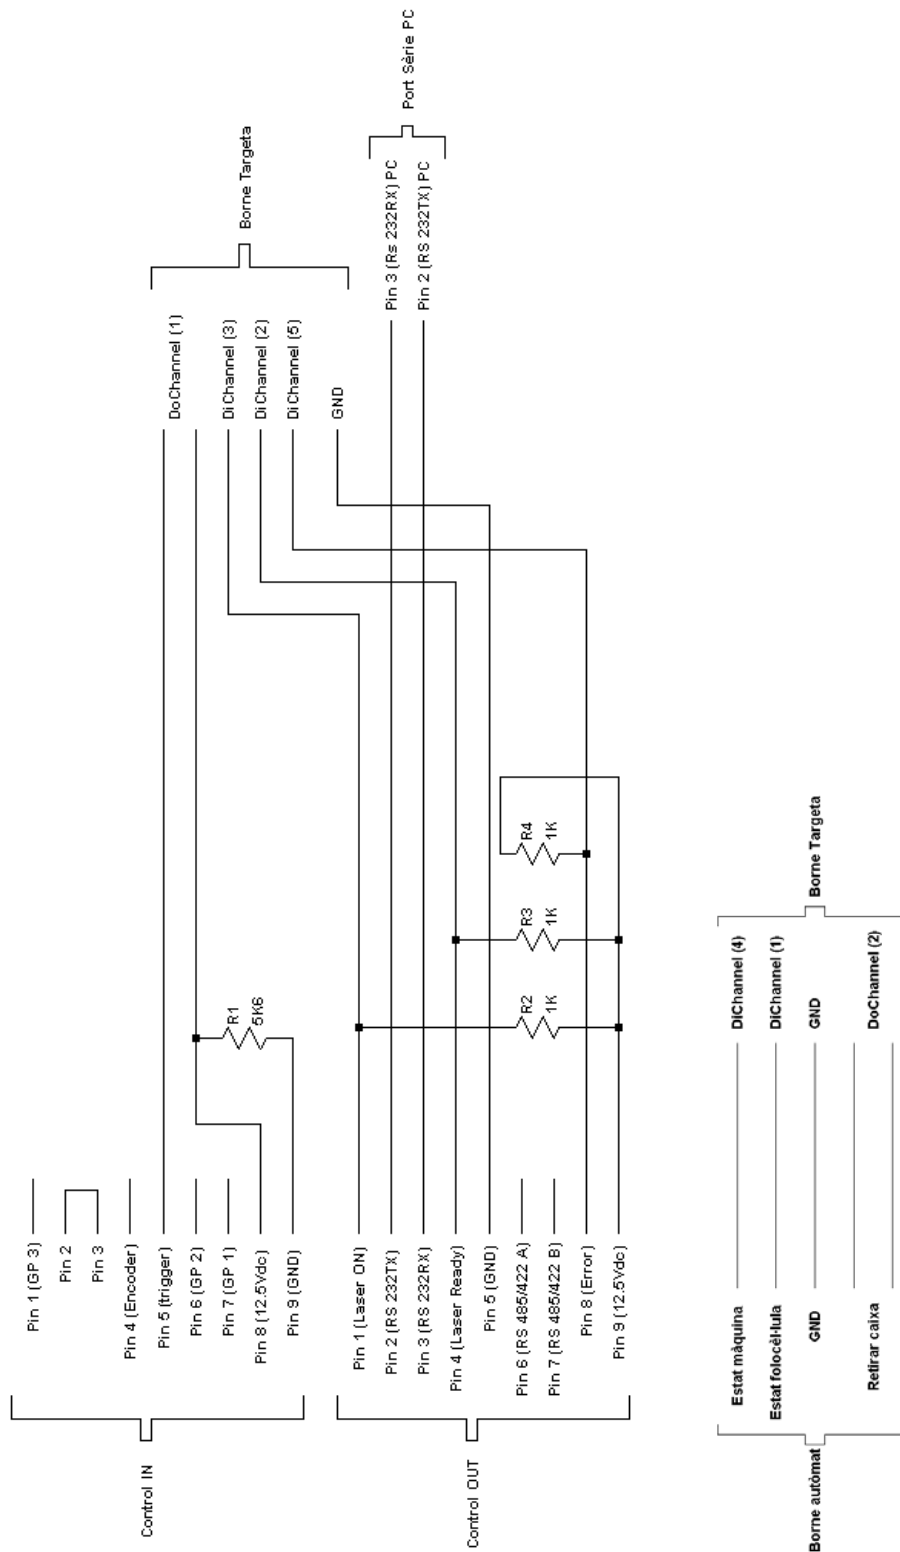 Control IN
Pin 1 (GP 3)
Pin 2
Pin 3
Pin 4 (Encoder)
Pin 5 (trigger)
Pin 6 (GP 2)
Pin 7 (GP 1)
Pin 8 (12.5Vdc)
Pin 9 (GND)
R1
5K6
DoChannel (1)
DiChannel (3)
DiChannel (2)
DiChannel (5)
GND
Borne Targeta
Control OUT
Pin 1 (Laser ON)
Pin 2 (RS 232TX)
Pin 3 (RS 232RX)
Pin 4 (Laser Ready)
Pin 5 (GND)
Pin 6 (RS 485/422 A)
Pin 7 (RS 485/422 B)
Pin 8 (Error)
Pin 9 (12.5Vdc)
R2
1K
R3
1K
R4
1K
Pin 3 (Rs 232RX) PC
Pin 2 (RS 232TX) PC
Port Sèrie PC
Borne autòmat
Estat màquina
Estat folocèl·lula
GND
Retirar caixa
DiChannel (4)
DiChannel (1)
GND
DoChannel (2)
Borne Targeta